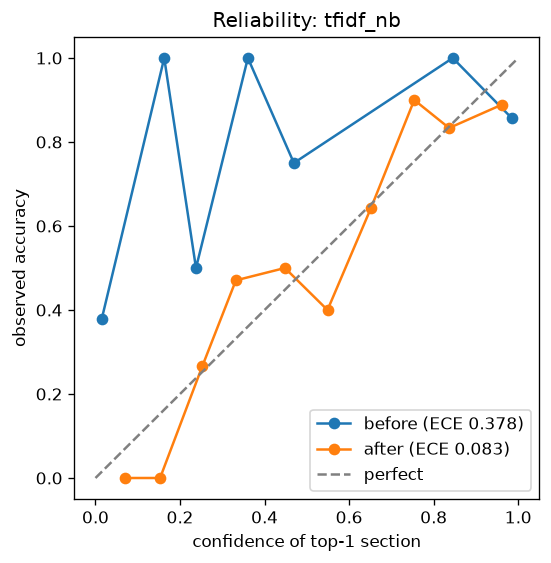 Reliability: tfidf_nb
1.0
0.8
0.6
0.4
0.2
0.0
observed accuracy
before (ECE 0.378)
after (ECE 0.083)
perfect
0.0 0.2 0.4 0.6 0.8 1.0
confidence of top-1 section